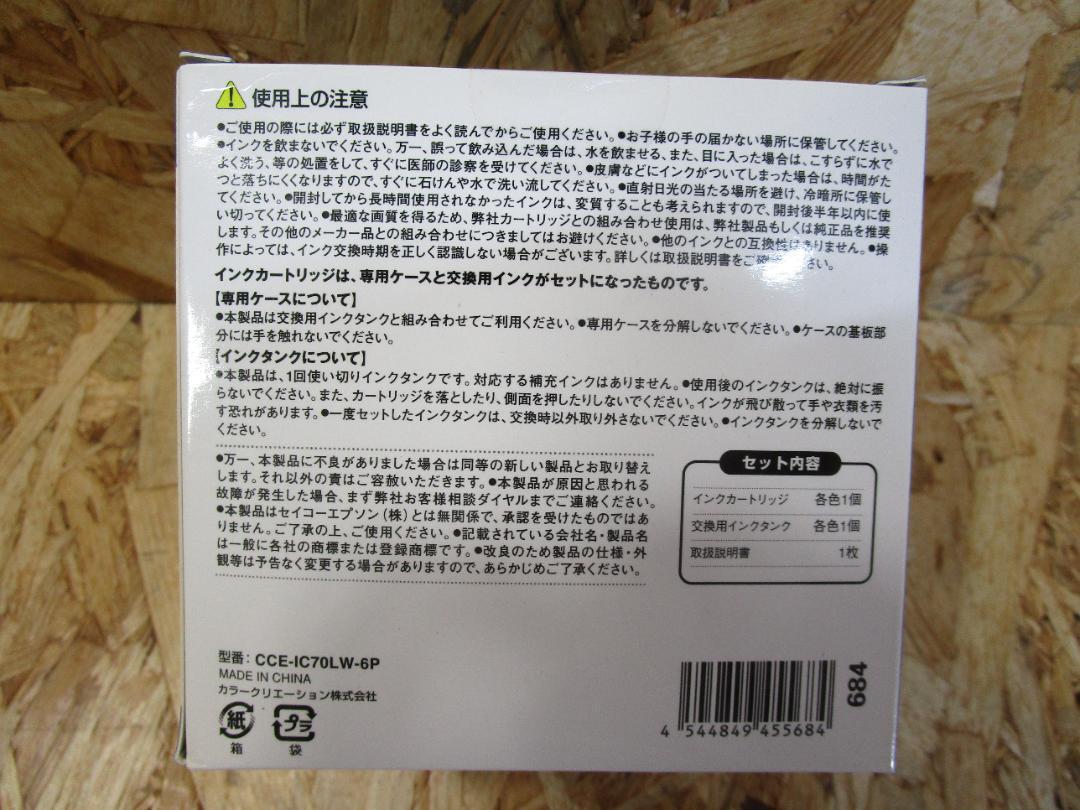 使用上の注意
●ご使用の際には必ず取扱説明書をよく読んでからご使用ください。●お子様の手の届かない場所に保管してください。
●インクを飲まないでください。万一、誤って飲み込んだ場合は、水を飲ませる、また、目に入った場合は、こすらずに水で
よく洗う、等の処置をして、すぐに医師の診察を受けてください。●皮膚などにインクがついてしまった場合は、時間がた
つと落ちにくくなりますので、すぐに石けんや水で洗い流してください。●直射日光の当たる場所を避け、冷暗所に保管し
てください。●開封してから長時間使用されなかったインクは、変質することも考えられますので、開封後半年以内に使
い切ってください。●最適な画質を得るため、弊社カートリッジとの組み合わせ使用は、弊社製品もしくは純正品を推奨
します。その他のメーカー品との組み合わせにつきましてはお避けください。●他のインクとの互換性はありません。●操
作によっては、インク交換時期を正しく認識しない場合がございます。詳しくは取扱説明書をご確認ください。
インクカートリッジは、専用ケースと交換用インクがセットになったものです。
【専用ケースについて】
●本製品は交換用インクタンクと組み合わせてご利用ください。●専用ケースを分解しないでください。●ケースの基板部
分には手を触れないでください。
【インクタンクについて】
●本製品は、1回使い切りインクタンクです。対応する補充インクはありません。●使用後のインクタンクは、絶対に振
らないでください。また、カートリッジを落としたり、側面を押したりしないでください。インクが飛び散って手や衣類を汚
す恐れがあります。●一度セットしたインクタンクは、交換時以外取り外さないでください。●インクタンクを分解しないで
ください。
●万一、本製品に不良がありました場合は同等の新しい製品とお取り替え
します。それ以外の責はご容赦いただきます。●本製品が原因と思われる
故障が発生した場合、まず弊社お客様相談ダイヤルまでご連絡ください。
●本製品はセイコーエプソン(株)とは無関係で、承認を受けたものではあ
りません。ご了承の上、ご使用ください。●記載されている会社名・製品名
は一般に各社の商標または登録商標です。●改良のため製品の仕様・外
観等は予告なく変更する場合がありますので、あらかじめご了承ください。
セット内容
インクカートリッジ 各色1個
交換用インクタンク 各色1個
取扱説明書 1枚
型番:CCE-IC70LW-6P
MADE IN CHINA
カラークリエーション株式会社
紙
箱
プラ
袋
4 544849 455684
684